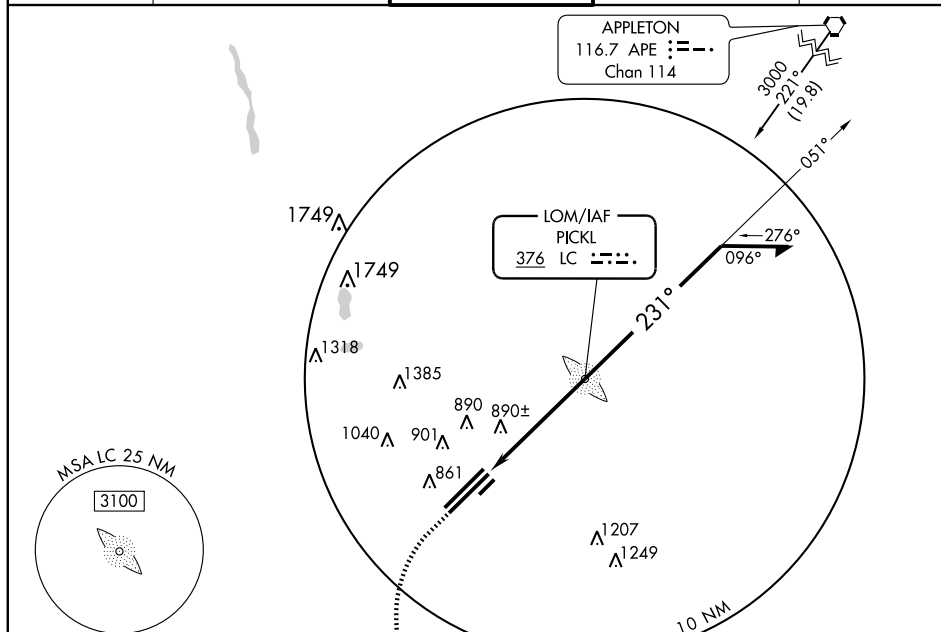 APPLETON
116.7 APE
Chan 114
3000
221°
(19.8)
051°
1749
LOM/IAF
PICKL
376 LC
276°
096°
1749
231°
1318
1385
890
890±
1040
901
861
MSA LC 25 NM
3100
1207
1249
10 NM